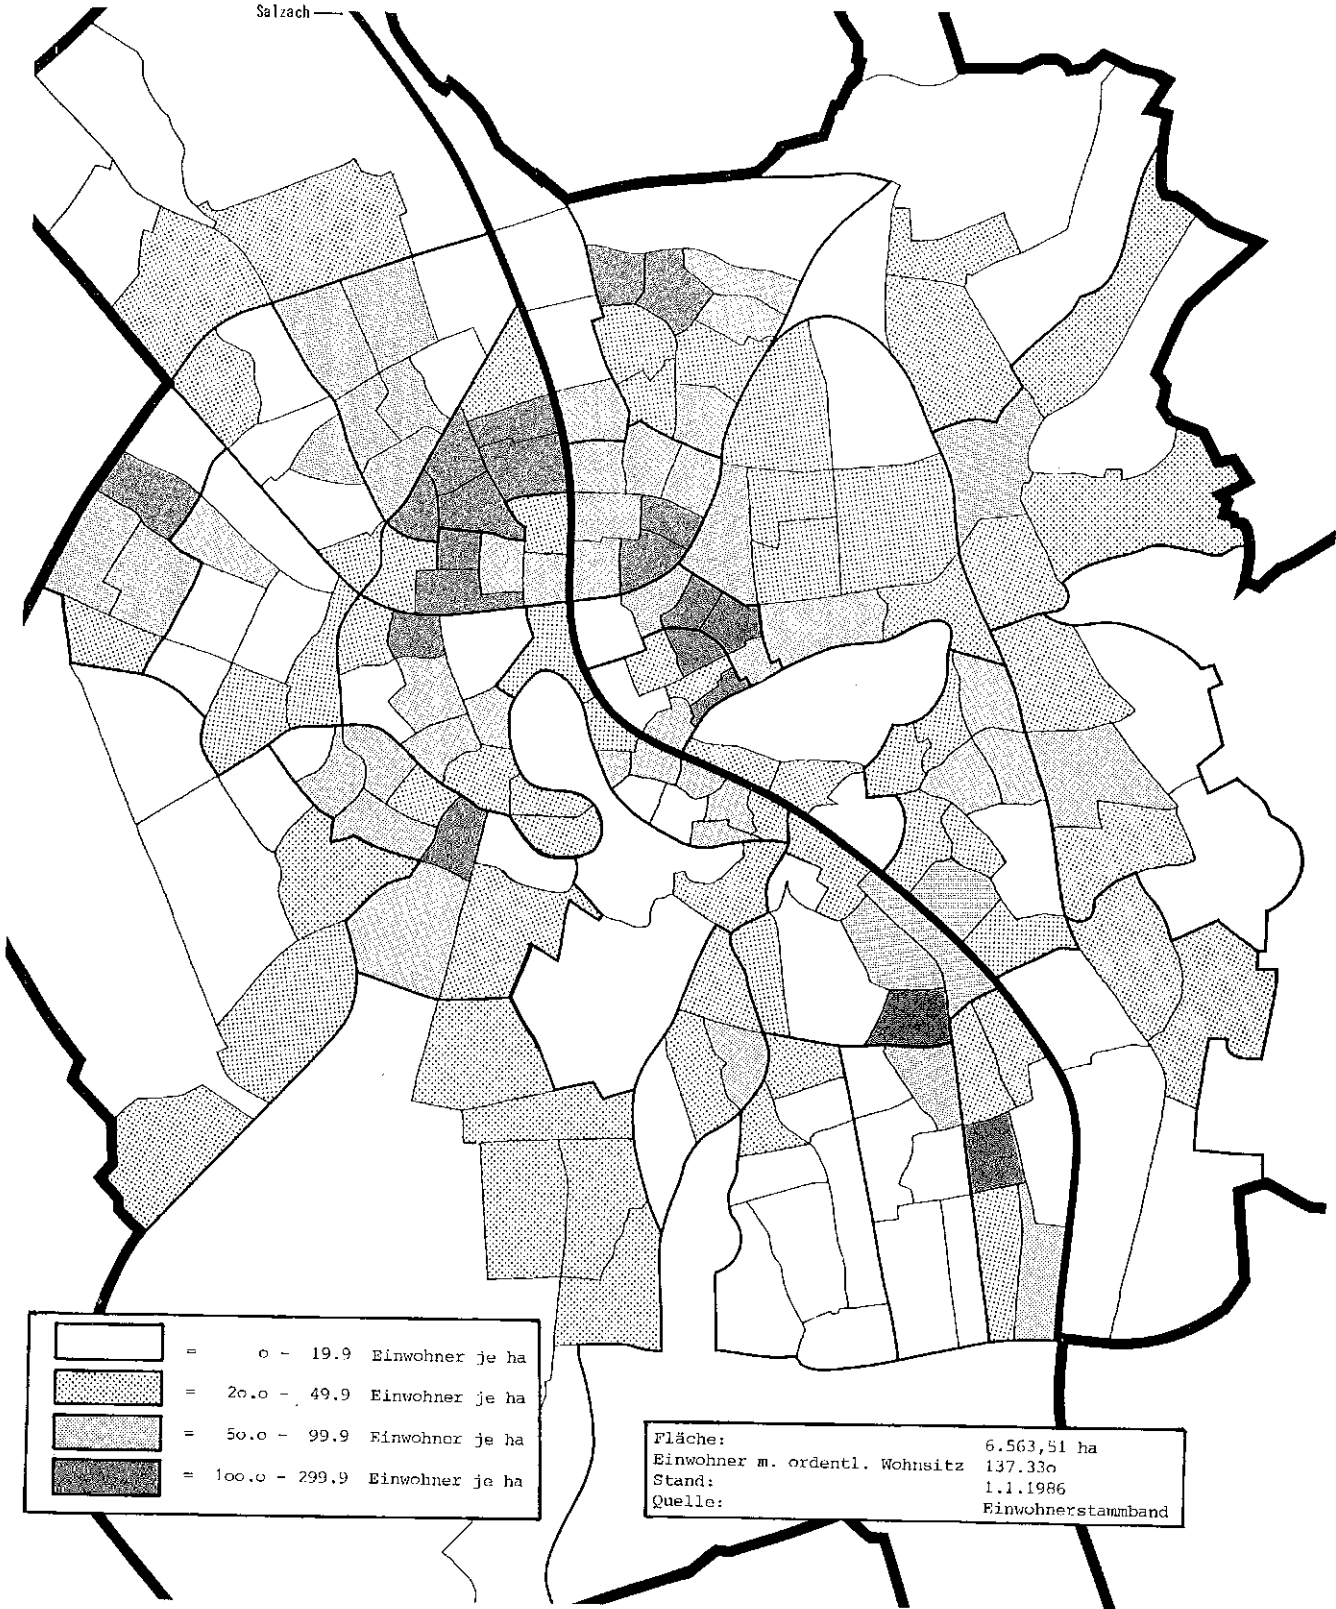 Salzach
= o - 19.9 Einwohner je ha
= 2o.o - 49.9 Einwohner je ha
= 5o.o - 99.9 Einwohner je ha
= 1oo.o - 299.9 Einwohner je ha
Fläche: 6.563,51 ha
Einwohner m. ordentl. Wohnsitz 137.33o
Stand: 1.1.1986
Quelle: Einwohnerstammband